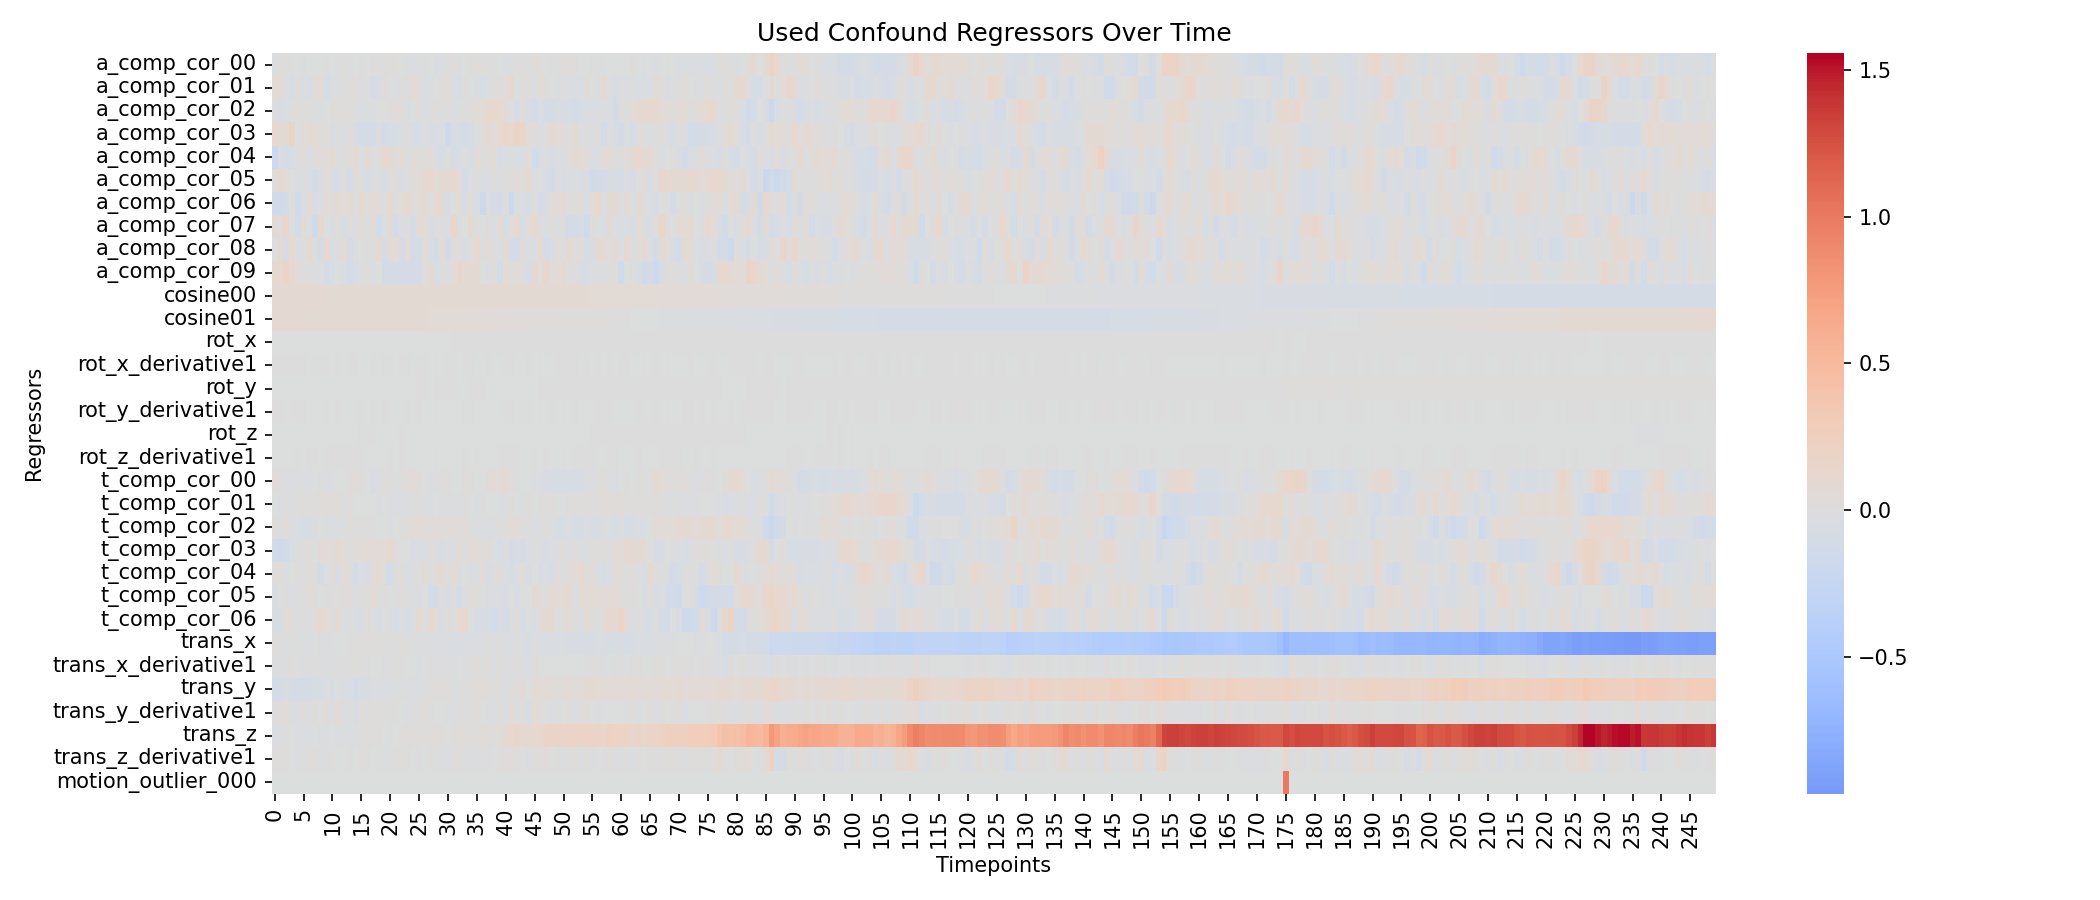 Used Confound Regressors Over Time
Regressors
a_comp_cor_00
a_comp_cor_01
a_comp_cor_02
a_comp_cor_03
a_comp_cor_04
a_comp_cor_05
a_comp_cor_06
a_comp_cor_07
a_comp_cor_08
a_comp_cor_09
cosine00
cosine01
rot_x
rot_x_derivative1
rot_y
rot_y_derivative1
rot_z
rot_z_derivative1
t_comp_cor_00
t_comp_cor_01
t_comp_cor_02
t_comp_cor_03
t_comp_cor_04
t_comp_cor_05
t_comp_cor_06
trans_x
trans_x_derivative1
trans_y
trans_y_derivative1
trans_z
trans_z_derivative1
motion_outlier_000
0 5 10 15 20 25 30 35 40 45 50 55 60 65 70 75 80 85 90 95 100 105 110 115 120 125 130 135 140 145 150 155 160 165 170 175 180 185 190 195 200 205 210 215 220 225 230 235 240 245
Timepoints
1.5
1.0
0.5
0.0
−0.5